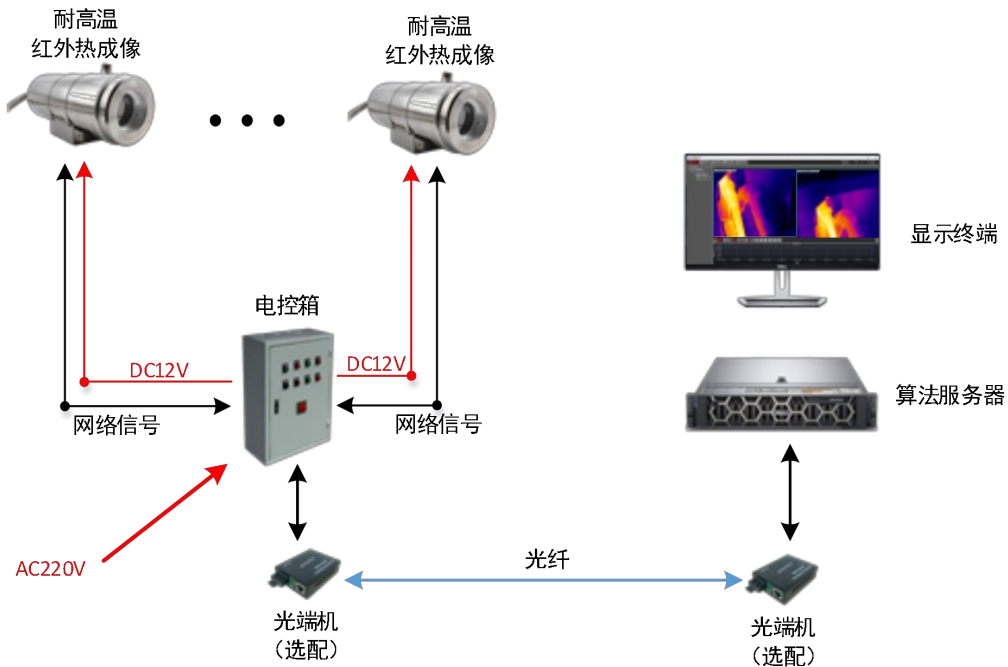 耐高温
红外热成像
耐高温
红外热成像
显示终端
电控箱
DC12V
DC12V
算法服务器
网络信号
网络信号
AC220V
光纤
光端机
（选配）
光端机
（选配）